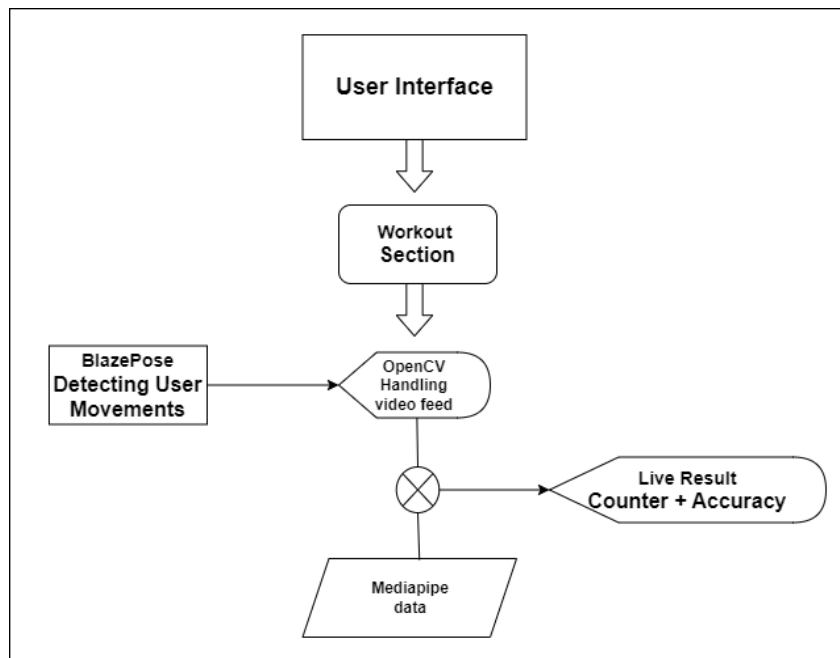 User Interface
Workout
Section
BlazePose
Detecting User
Movements
OpenCV
Handling
video feed
Live Result
Counter + Accuracy
Mediapipe
data